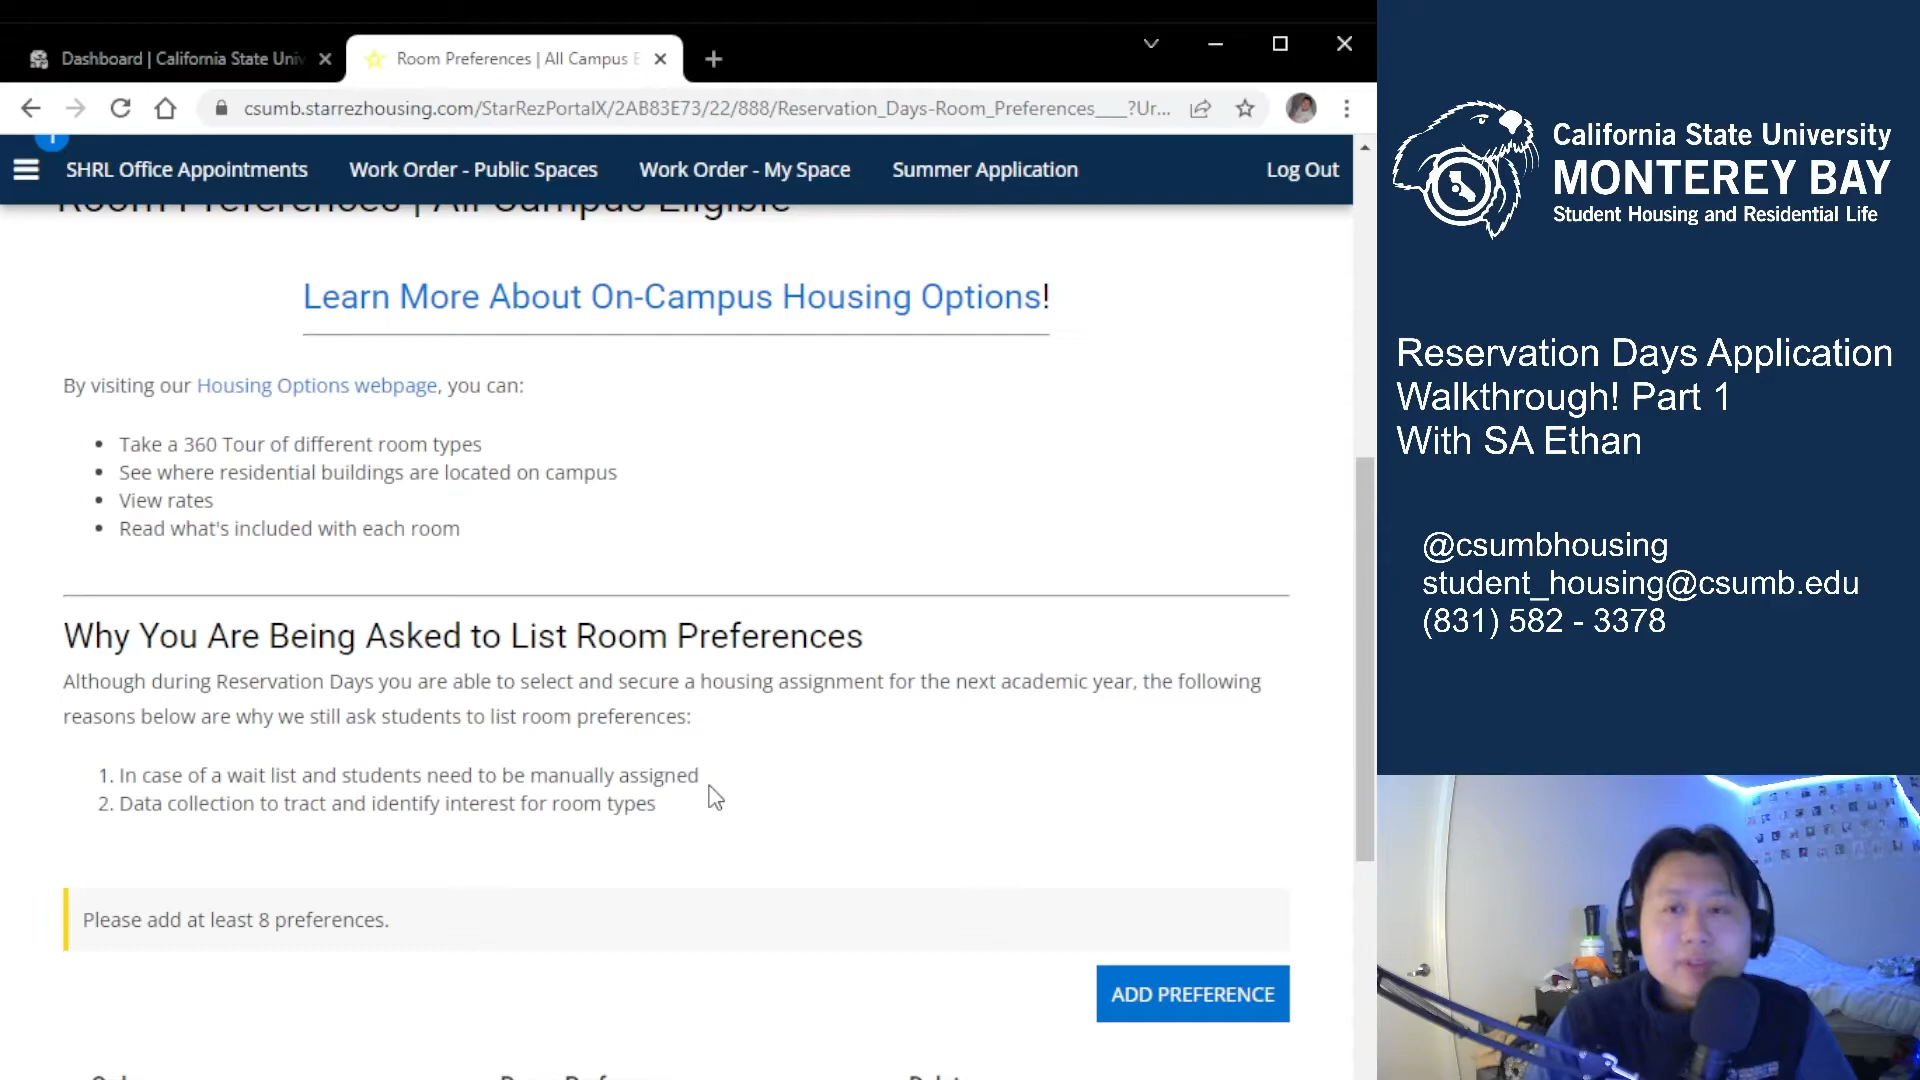 Dashboard | California State Univ
Room Preferences | All Campus E
csumb.starrezhousing.com/StarRezPortalX/2AB83E73/22/888/Reservation_Days-Room_Preferences____?Ur...
SHRL Office Appointments
Work Order - Public Spaces
Work Order - My Space
Summer Application
Log Out
Room Preferences | All Campus Eligible
Learn More About On-Campus Housing Options!
By visiting our Housing Options webpage, you can:
• Take a 360 Tour of different room types
• See where residential buildings are located on campus
• View rates
• Read what's included with each room
Why You Are Being Asked to List Room Preferences
Although during Reservation Days you are able to select and secure a housing assignment for the next academic year, the following
reasons below are why we still ask students to list room preferences:
1. In case of a wait list and students need to be manually assigned
2. Data collection to tract and identify interest for room types
Please add at least 8 preferences.
ADD PREFERENCE
California State University
MONTEREY BAY
Student Housing and Residential Life
Reservation Days Application
Walkthrough! Part 1
With SA Ethan
@csumbhousing
student_housing@csumb.edu
(831) 582 - 3378